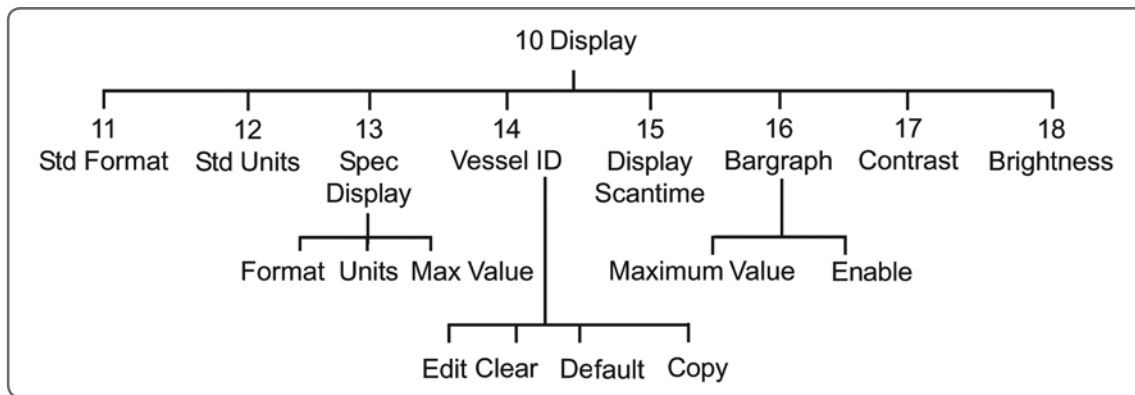 10 Display
11 12 13 14 15 16 17 18
Std Format Std Units Spec Vessel ID Display Bargraph Contrast Brightness
Display Scantime
Format Units Max Value Maximum Value Enable
Edit Clear Default Copy